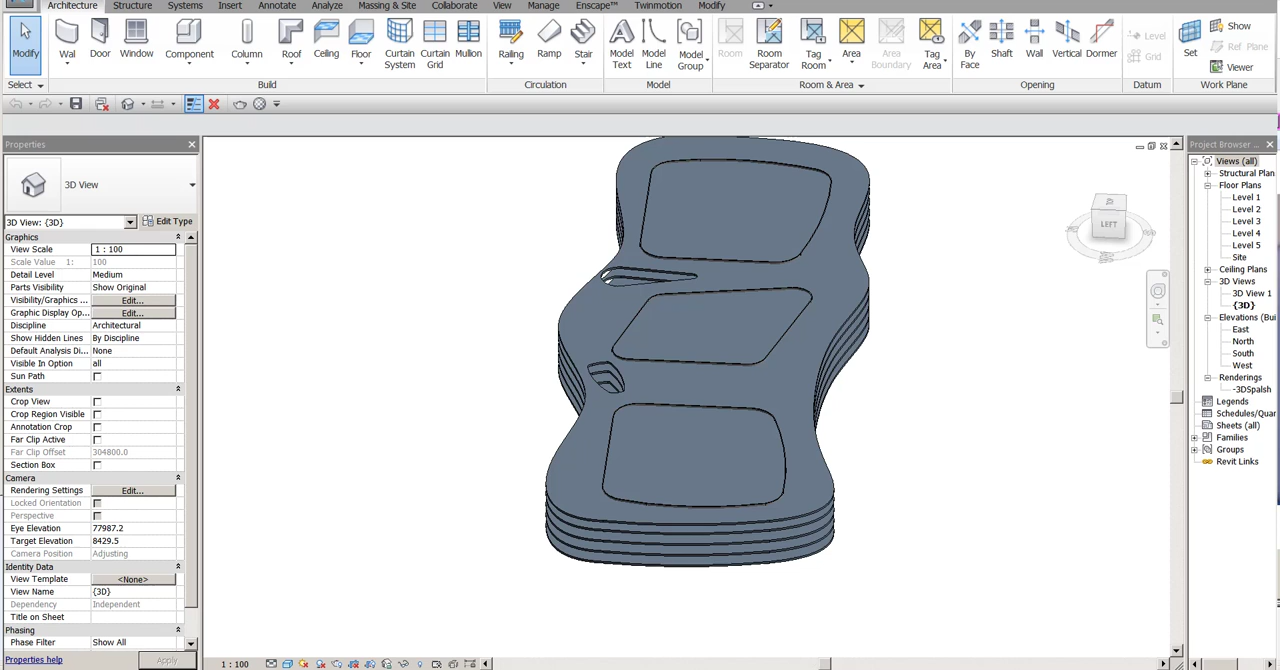 Architecture Structure Systems Insert Annotate Analyze Massing & Site Collaborate View Manage Enscape™ Twinmotion Modify
Modify Wall Door Window Component Column Roof Ceiling Floor Curtain System Curtain Grid Mullion Railing Ramp Stair Model Text Model Line Model Group Room Room Separator Tag Room Area Area Boundary Tag Area By Face Shaft Wall Vertical Dormer Level Grid Set Show Ref Plane Viewer
Select Build Circulation Model Room & Area Opening Datum Work Plane
Properties
3D View
3D View: {3D} Edit Type
Graphics
View Scale 1 : 100
Scale Value 1: 100
Detail Level Medium
Parts Visibility Show Original
Visibility/Graphics ... Edit...
Graphic Display Op... Edit...
Discipline Architectural
Show Hidden Lines By Discipline
Default Analysis Di... None
Visible In Option all
Sun Path
Extents
Crop View
Crop Region Visible
Annotation Crop
Far Clip Active
Far Clip Offset 304800.0
Section Box
Camera
Rendering Settings Edit...
Locked Orientation
Perspective
Eye Elevation 77987.2
Target Elevation 8429.5
Camera Position Adjusting
Identity Data
View Template <None>
View Name {3D}
Dependency Independent
Title on Sheet
Phasing
Phase Filter Show All
Properties help Apply
1 : 100
LEFT
Project Browser ...
Views (all)
Structural Plan
Floor Plans
Level 1
Level 2
Level 3
Level 4
Level 5
Site
Ceiling Plans
3D Views
3D View 1
{3D}
Elevations (Bui
East
North
South
West
Renderings
-3DSpalsh
Legends
Schedules/Qua
Sheets (all)
Families
Groups
Revit Links